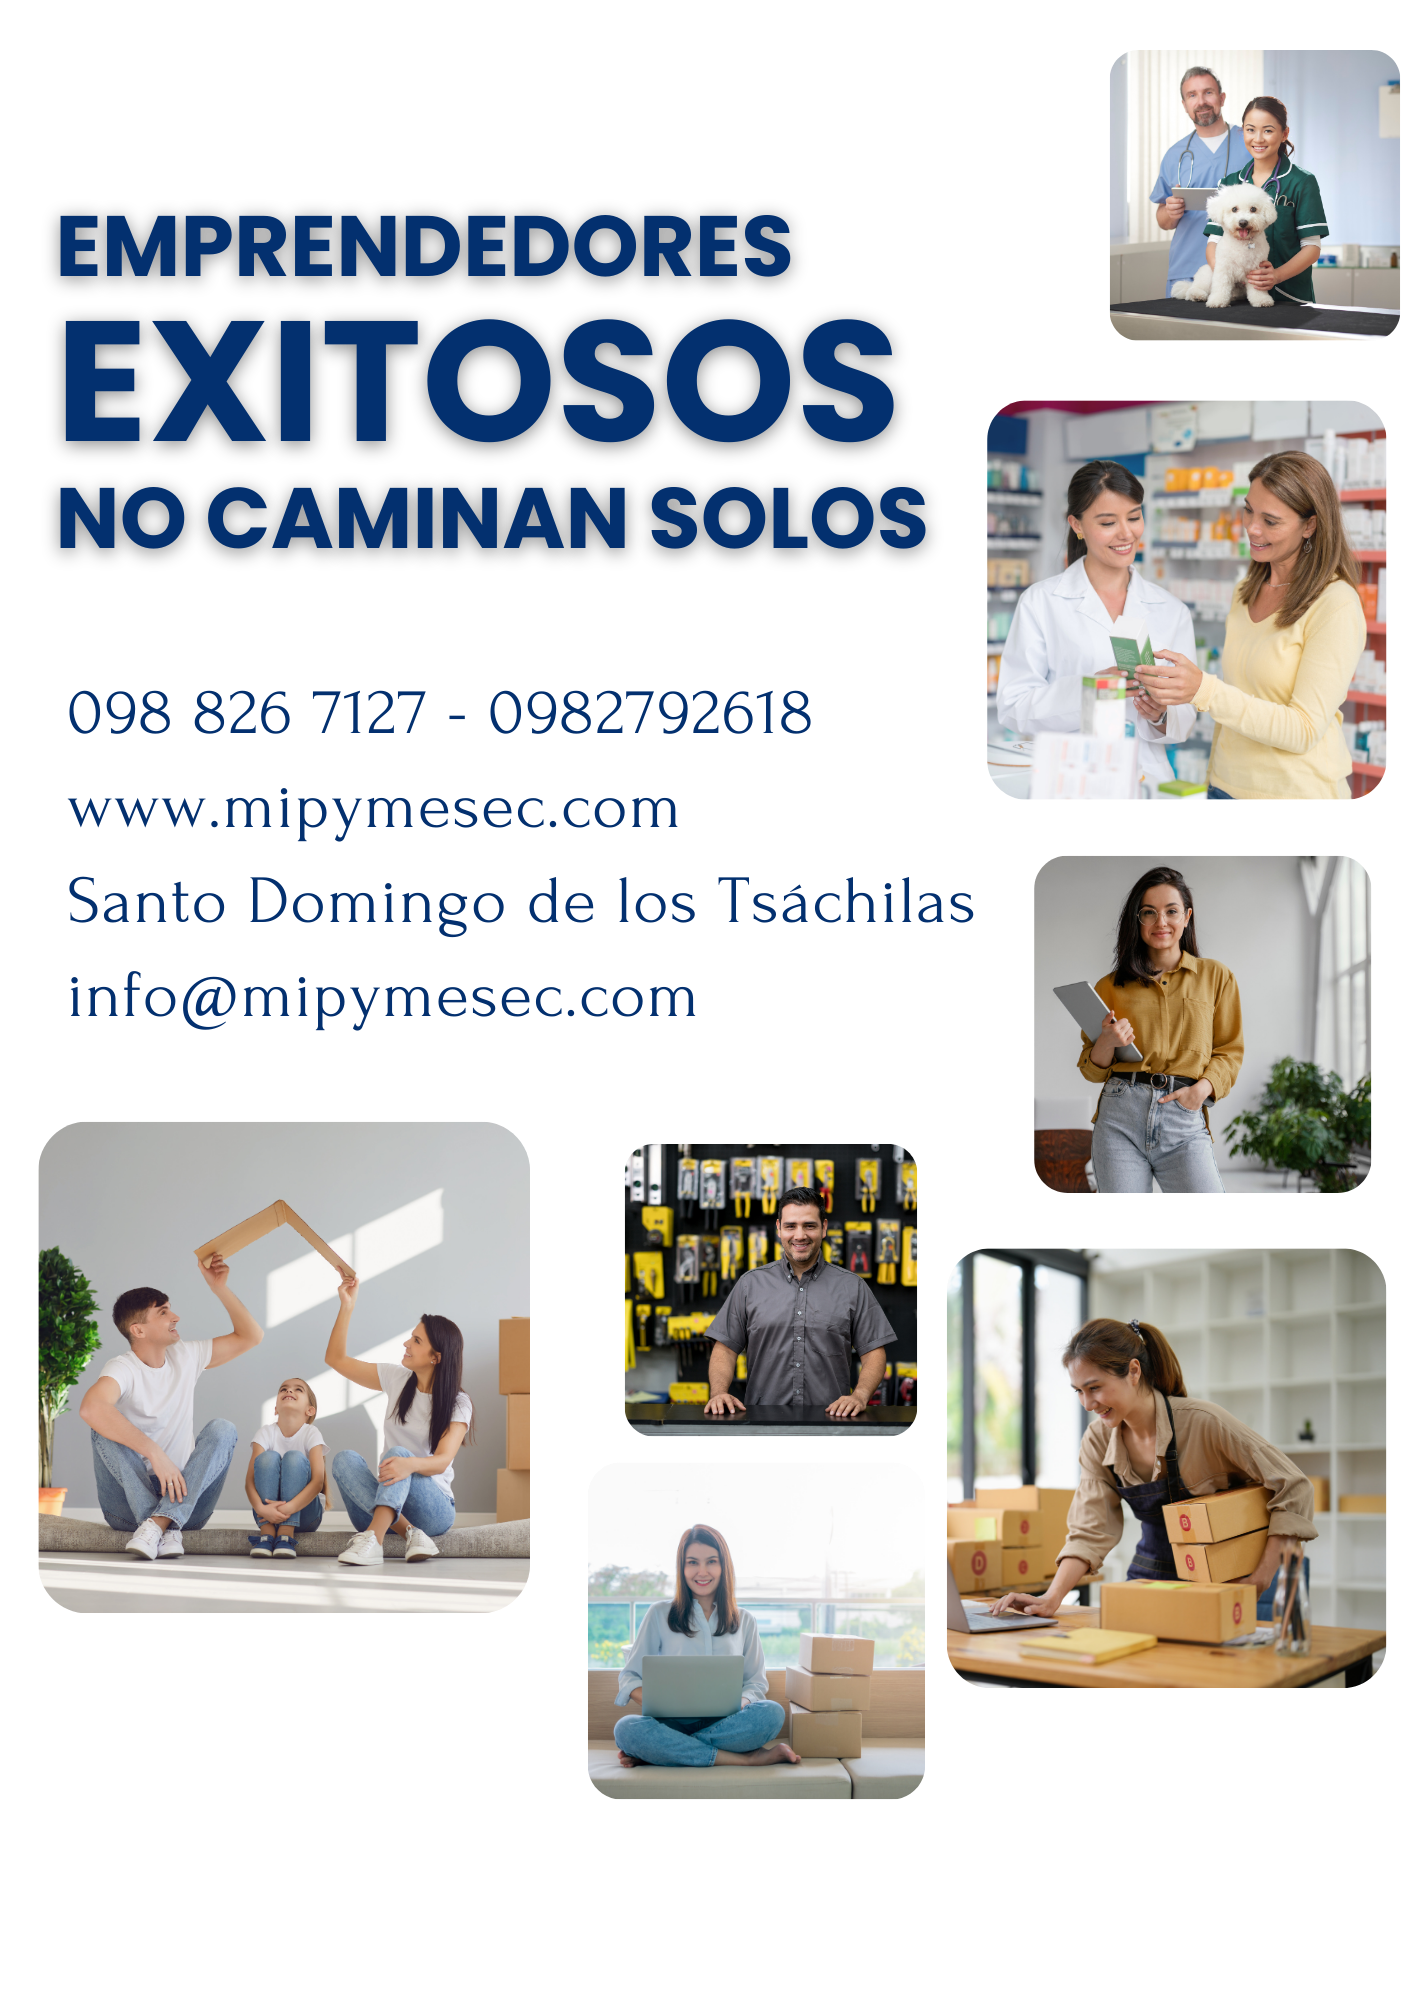 EMPRENDEDORES
EXITOSOS
NO CAMINAN SOLOS
098 826 7127 - 0982792618
www.mipymesec.com
Santo Domingo de los Tsáchilas
info@mipymesec.com